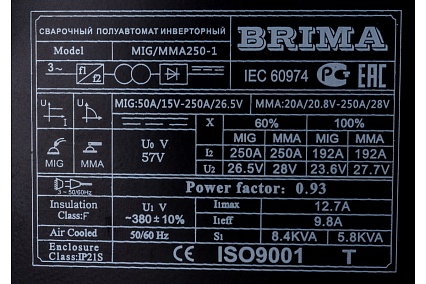 СВАРОЧНЫЙ ПОЛУАВТОМАТ ИНВЕРТОРНЫЙ BRIMA
Model MIG/MMA250-1
3~ f1 f2 IEC 60974 РСТ EAC
U I U MIG:50A/15V-250A/26.5V MMA:20A/20.8V-250A/28V
X 60% 100%
MIG MMA MIG MMA
MIG MMA U0 V 57V I2 250A 250A 192A 192A
U2 26.5V 28V 23.6V 27.7V
3~ 50/60Hz Power factor: 0.93
Insulation Class:F U1 V ~380±10% I1max 12.7A
I1eff 9.8A
Air Cooled 50/60 Hz S1 8.4KVA 5.8KVA
Enclosure Class:IP21S CE ISO9001 T